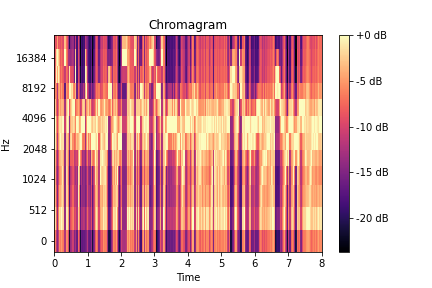 Chromagram
+0 dB
16384
8192
-5 dB
4096
-10 dB
Hz
2048
-15 dB
1024
512
-20 dB
0
0 1 2 3 4 5 6 7 8
Time